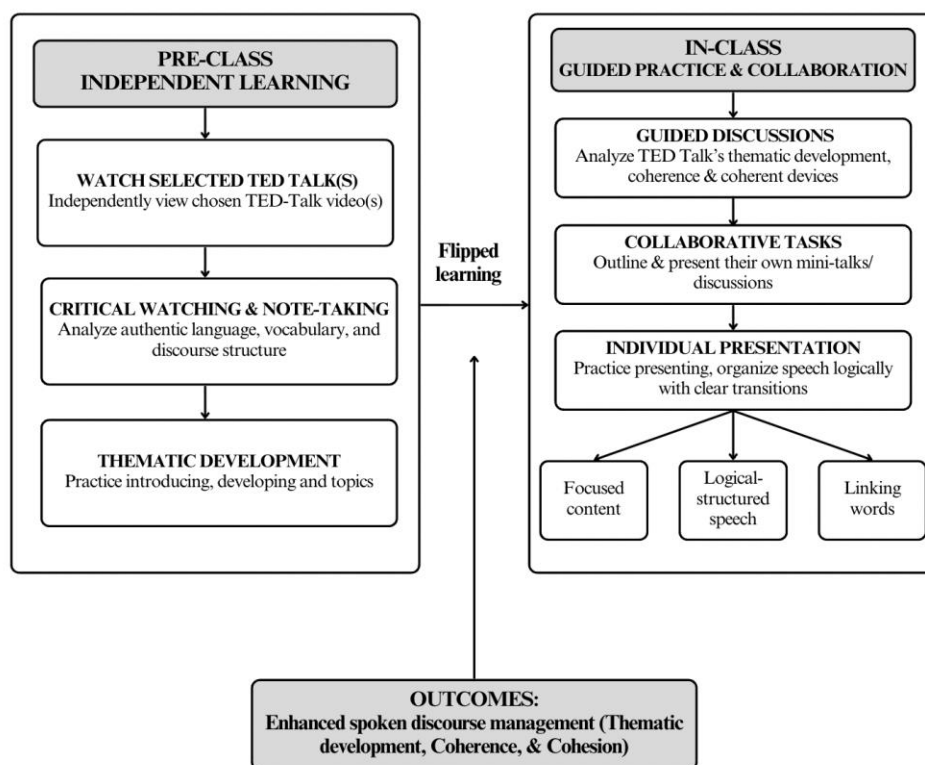 PRE-CLASS
INDEPENDENT LEARNING
WATCH SELECTED TED TALK(S)
Independently view chosen TED-Talk video(s)
CRITICAL WATCHING & NOTE-TAKING
Analyze authentic language, vocabulary, and
discourse structure
THEMATIC DEVELOPMENT
Practice introducing, developing and topics
Flipped
learning
IN-CLASS
GUIDED PRACTICE & COLLABORATION
GUIDED DISCUSSIONS
Analyze TED Talk's thematic development,
coherence & coherent devices
COLLABORATIVE TASKS
Outline & present their own mini-talks/
discussions
INDIVIDUAL PRESENTATION
Practice presenting, organize speech logically
with clear transitions
Focused
content
Logical-
structured
speech
Linking
words
OUTCOMES:
Enhanced spoken discourse management (Thematic
development, Coherence, & Cohesion)